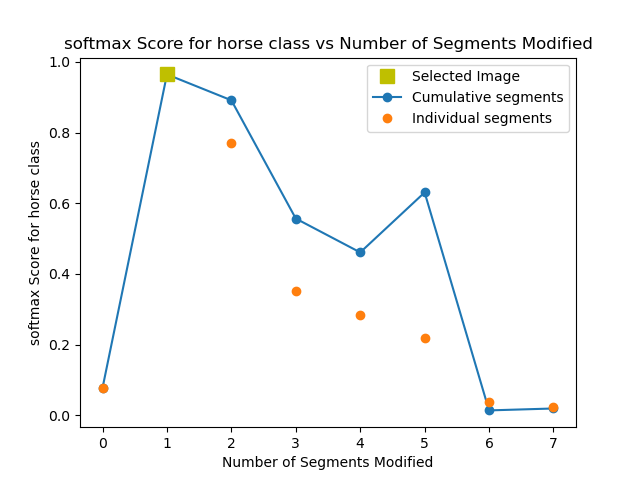 softmax Score for horse class vs Number of Segments Modified
Selected Image
Cumulative segments
Individual segments
softmax Score for horse class
1.0
0.8
0.6
0.4
0.2
0.0
0 1 2 3 4 5 6 7
Number of Segments Modified